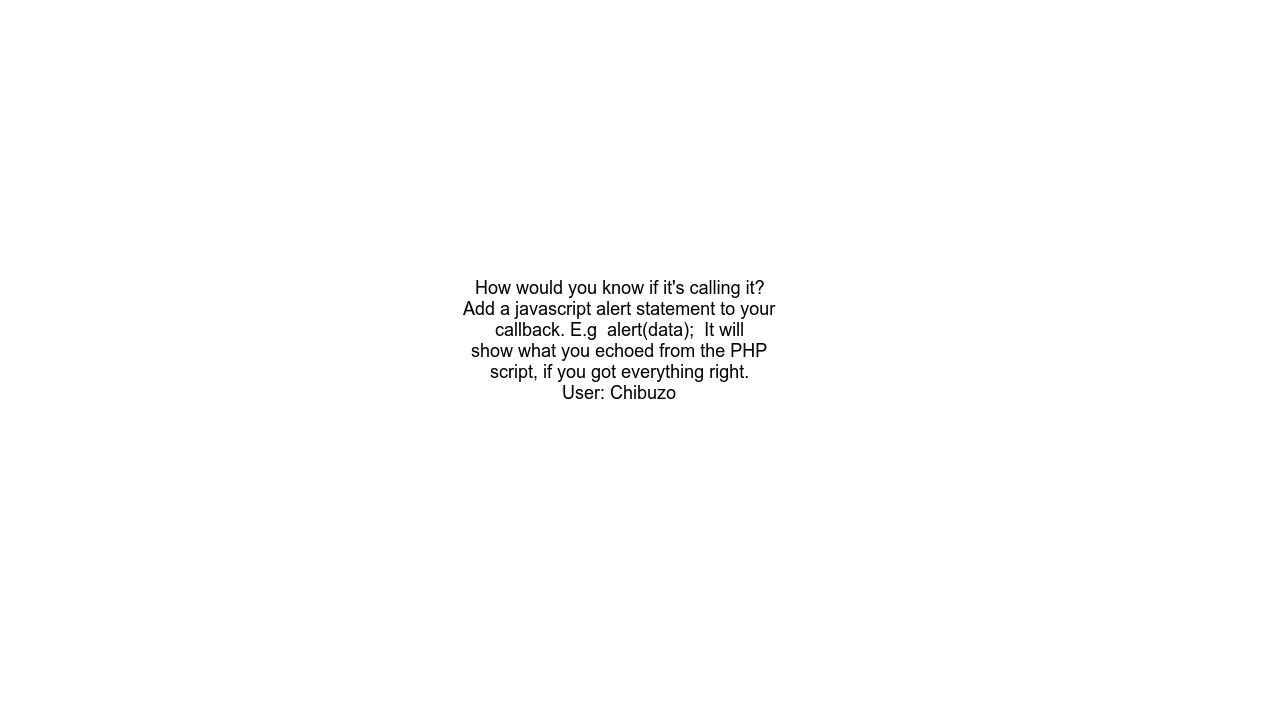 How would you know if it's calling it?
Add a javascript alert statement to your
callback. E.g  alert(data);  It will
show what you echoed from the PHP
script, if you got everything right.
User: Chibuzo